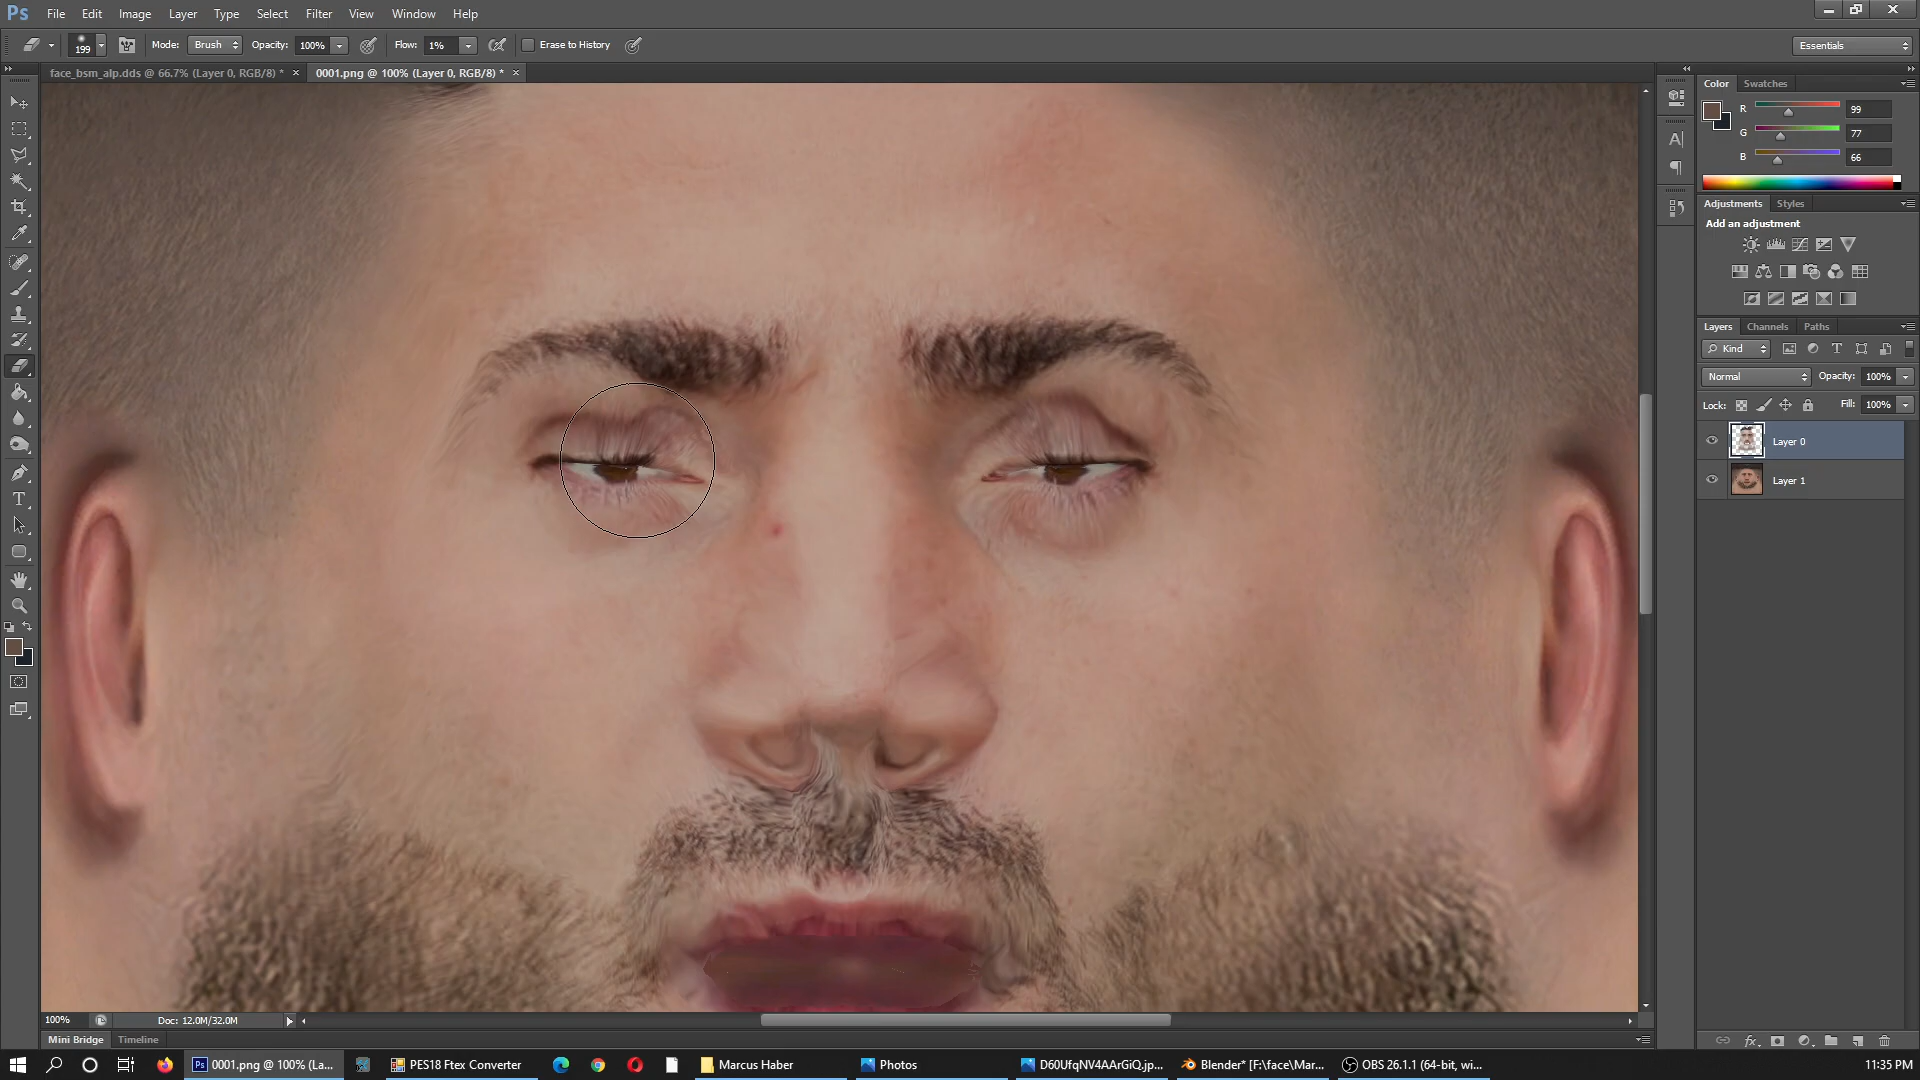 Ps File Edit Image Layer Type Select Filter View Window Help
199 Mode: Brush Opacity: 100% Flow: 1% Erase to History Essentials
face_bsm_alp.dds @ 66.7% (Layer 0, RGB/8) * × 0001.png @ 100% (Layer 0, RGB/8) * ×
Color Swatches
R 99
G 77
B 66
Adjustments Styles
Add an adjustment
Layers Channels Paths
Kind
Normal Opacity: 100%
Lock: Fill: 100%
Layer 0
Layer 1
100% Doc: 12.0M/32.0M
Mini Bridge Timeline
0001.png @ 100% (La... PES18 Ftex Converter Marcus Haber Photos D60UfqNV4AArGiQ.jp... Blender* [F:\face\Mar... OBS 26.1.1 (64-bit, wi... 11:35 PM